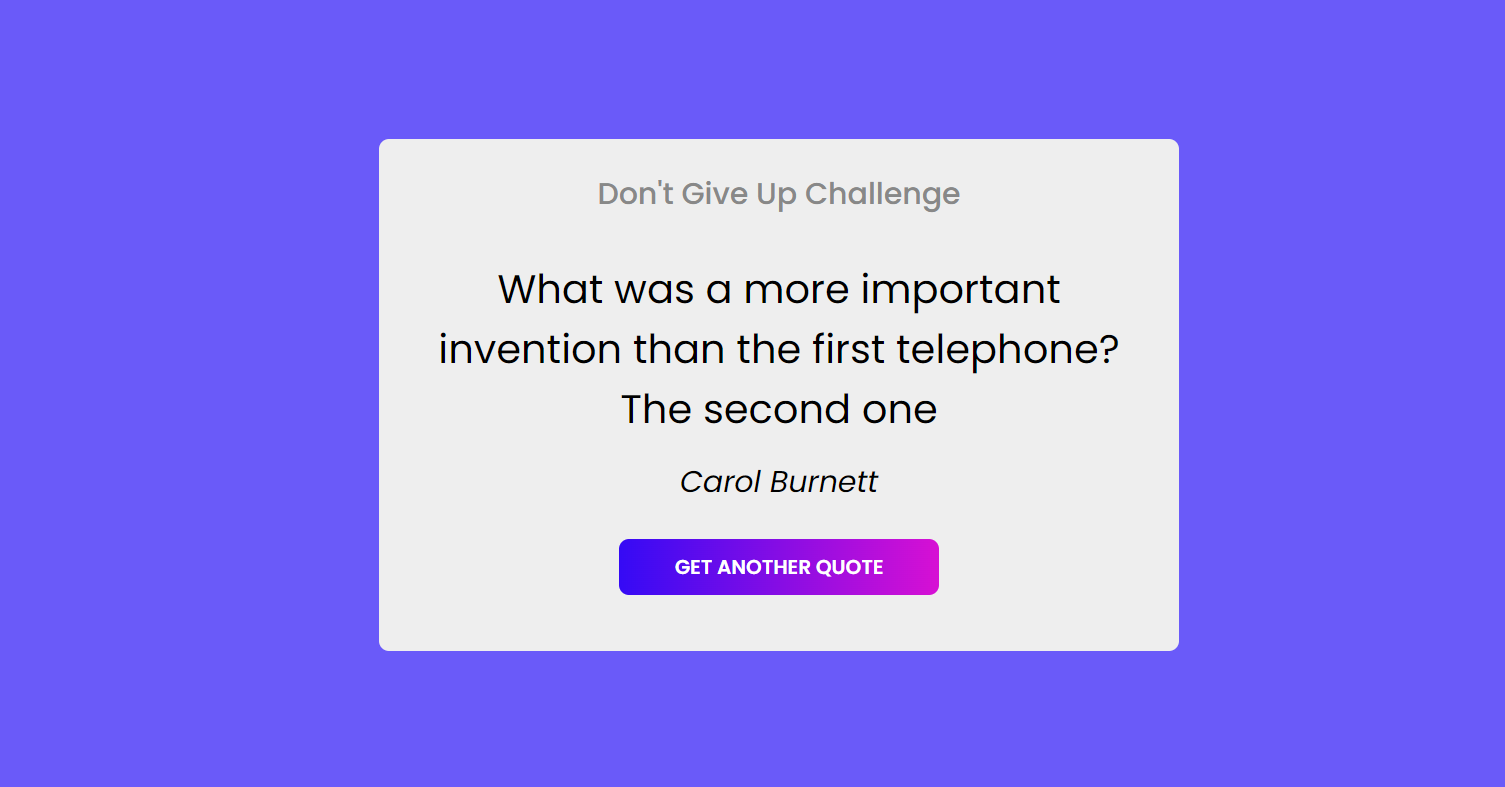 Don't Give Up Challenge
What was a more important
invention than the first telephone?
The second one
Carol Burnett
GET ANOTHER QUOTE